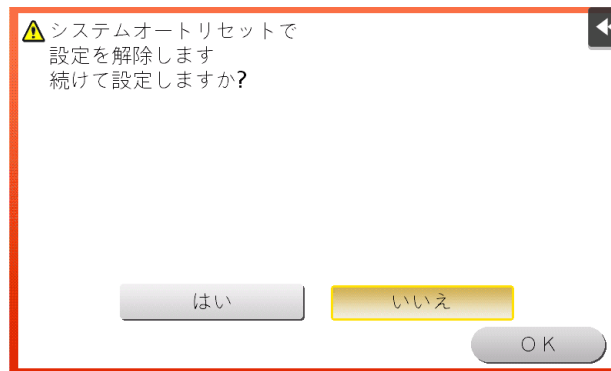 システムオートリセットで
設定を解除します
続けて設定しますか?
はい
いいえ
OK